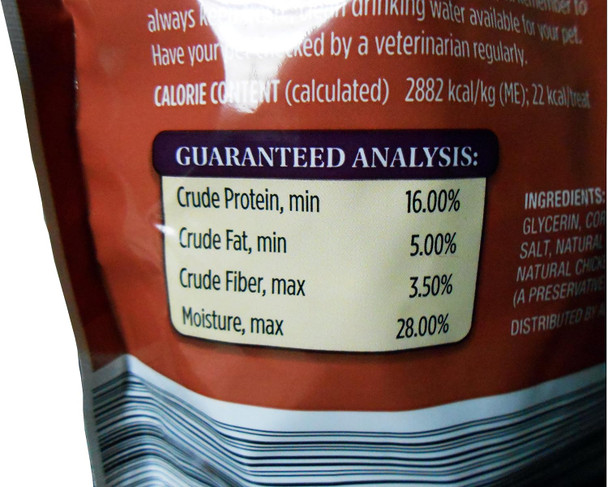 always drinking water available for your pet.
Have your checked by a veterinarian regularly.
CALORIE CONTENT (calculated) 2882 kcal/kg (ME); 22 kcal/treat
GUARANTEED ANALYSIS:
Crude Protein, min 16.00%
Crude Fat, min 5.00%
Crude Fiber, max 3.50%
Moisture, max 28.00%
INGREDIENTS:
GLYCERIN,
SALT, NATURAL
NATURAL
(A PRESERVATIVE
DISTRIBUTED BY